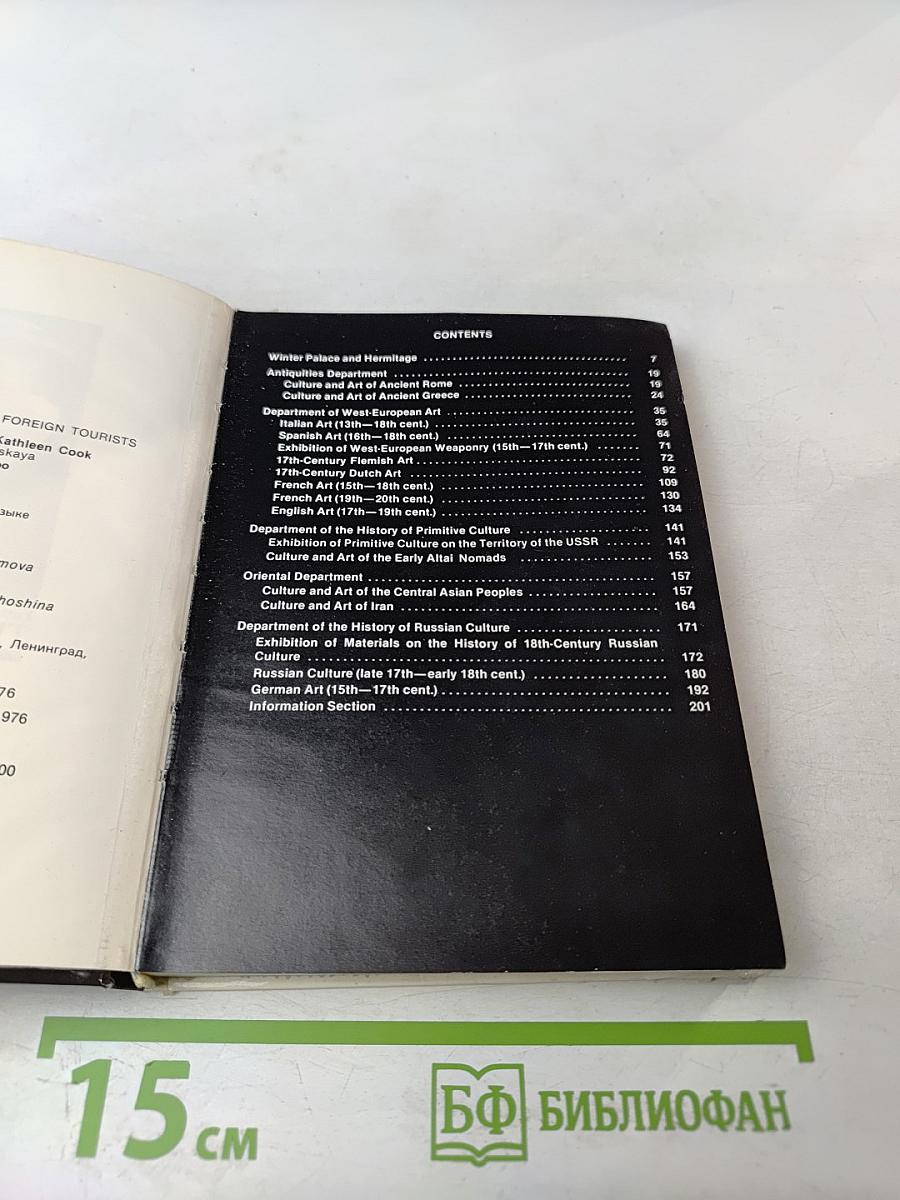 FOREIGN TOURISTS
Kathleen Cook
skaya
ро
зыке
mova
hoshina
, Ленинград,
76
1976
00
CONTENTS
Winter Palace and Hermitage 7
Antiquities Department 19
Culture and Art of Ancient Rome 19
Culture and Art of Ancient Greece 24
Department of West-European Art 35
Italian Art (13th—18th cent.) 35
Spanish Art (16th—18th cent.) 64
Exhibition of West-European Weaponry (15th—17th cent.) 71
17th-Century Flemish Art 72
17th-Century Dutch Art 92
French Art (15th—18th cent.) 109
French Art (19th—20th cent.) 130
English Art (17th—19th cent.) 134
Department of the History of Primitive Culture 141
Exhibition of Primitive Culture on the Territory of the USSR 141
Culture and Art of the Early Altai Nomads 153
Oriental Department 157
Culture and Art of the Central Asian Peoples 157
Culture and Art of Iran 164
Department of the History of Russian Culture 171
Exhibition of Materials on the History of 18th-Century Russian
Culture 172
Russian Culture (late 17th—early 18th cent.) 180
German Art (15th—17th cent.) 192
Information Section 201
15 см
БФ БИБЛИОФАН